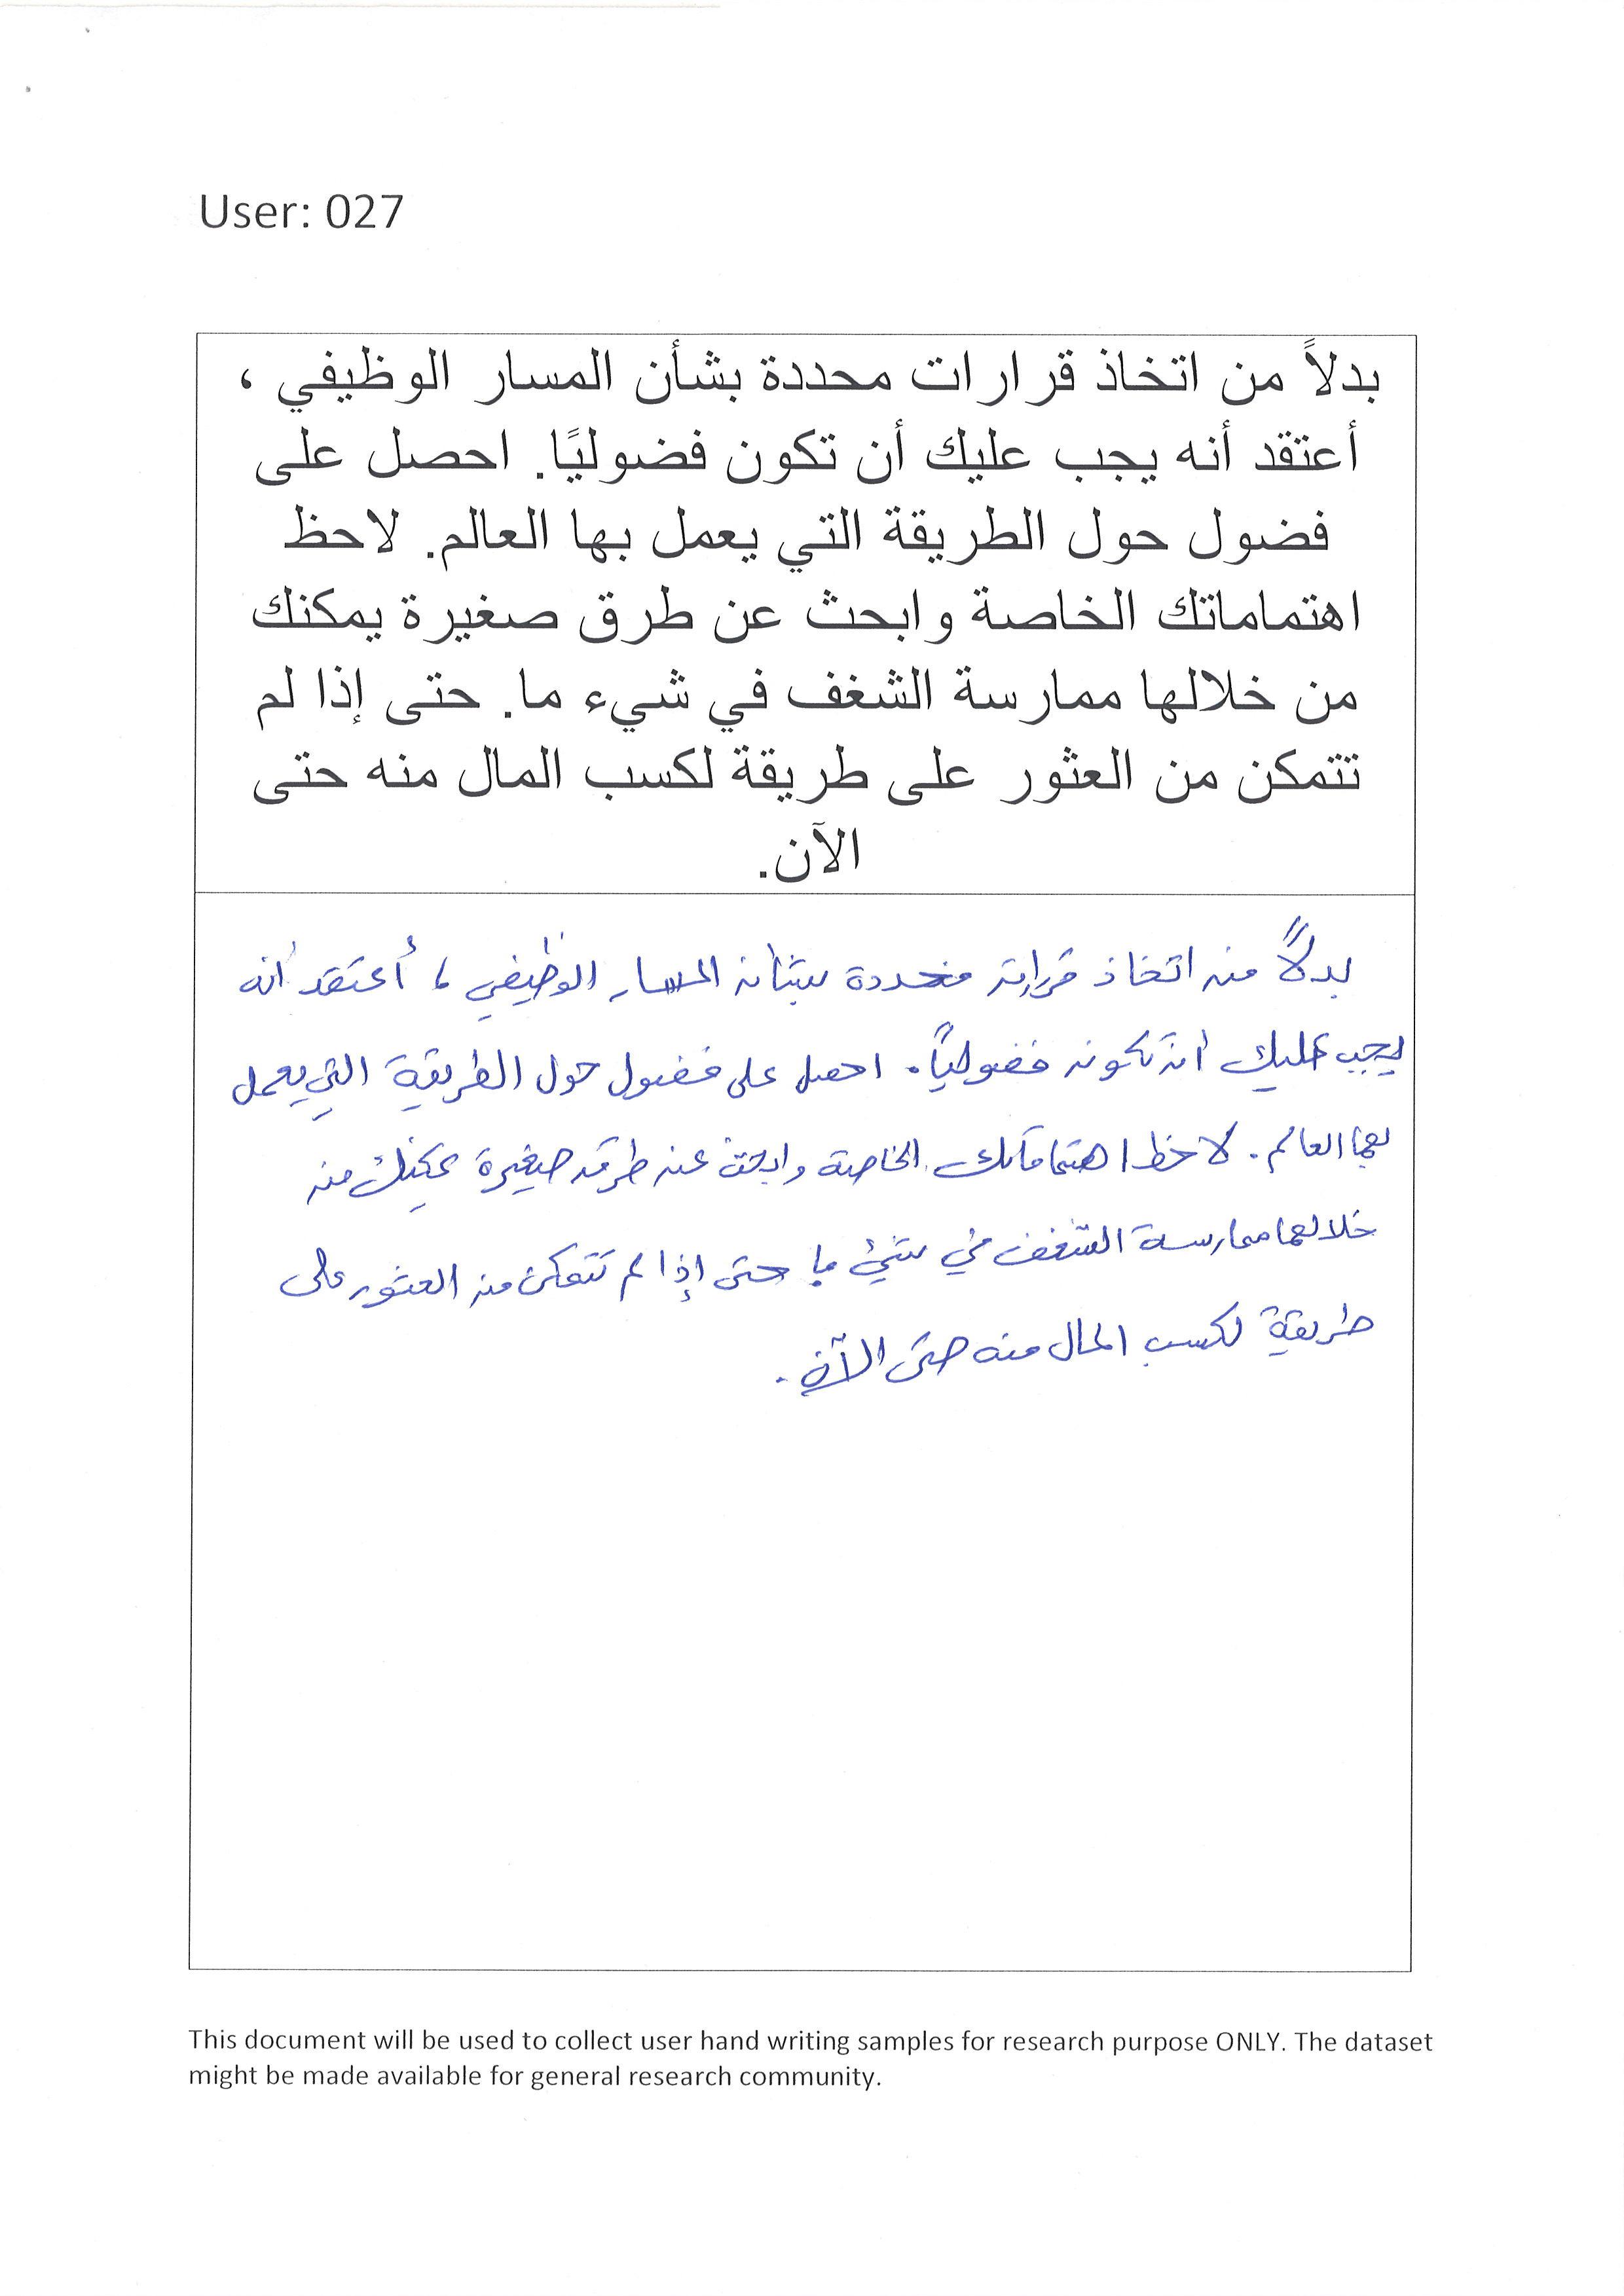 User: 027
بدلاً من اتخاذ قرارات محددة بشأن المسار الوظيفي ،
أعتقد أنه يجب عليك أن تكون فضوليًا. احصل على
فضول حول الطريقة التي يعمل بها العالم. لاحظ
اهتماماتك الخاصة وابحث عن طرق صغيرة يمكنك
من خلالها ممارسة الشغف في شيء ما. حتى إذا لم
تتمكن من العثور على طريقة لكسب المال منه حتى
الآن.
بدلاً من اتخاذ قرارات محددة بشأن المسار الوظيفي ، أعتقد أنه
يجب عليك أن تكون فضولياً. احصل على فضول حول الطريقة التي يعمل
بها العالم. لاحظ اهتماماتك الخاصة وابحث عن طرق صغيرة يمكنك من
خلالها ممارسة الشغف في شيئ ما حتى إذا لم تتمكن من العثور على
طريقة لكسب المال منه حتى الآن.
This document will be used to collect user hand writing samples for research purpose ONLY. The dataset
might be made available for general research community.